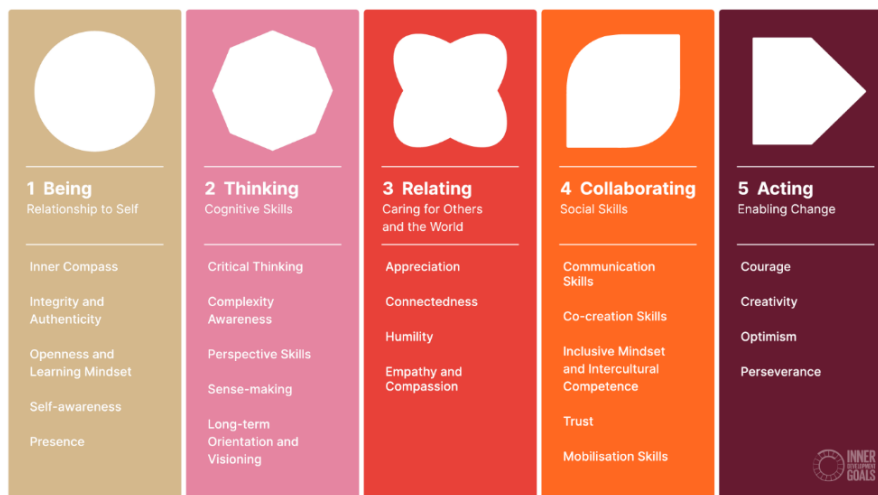 1 Being
Relationship to Self
Inner Compass
Integrity and
Authenticity
Openness and
Learning Mindset
Self-awareness
Presence
2 Thinking
Cognitive Skills
Critical Thinking
Complexity
Awareness
Perspective Skills
Sense-making
Long-term
Orientation and
Visioning
3 Relating
Caring for Others
and the World
Appreciation
Connectedness
Humility
Empathy and
Compassion
4 Collaborating
Social Skills
Communication
Skills
Co-creation Skills
Inclusive Mindset
and Intercultural
Competence
Trust
Mobilisation Skills
5 Acting
Enabling Change
Courage
Creativity
Optimism
Perseverance
INNER
DEVELOPMENT
GOALS